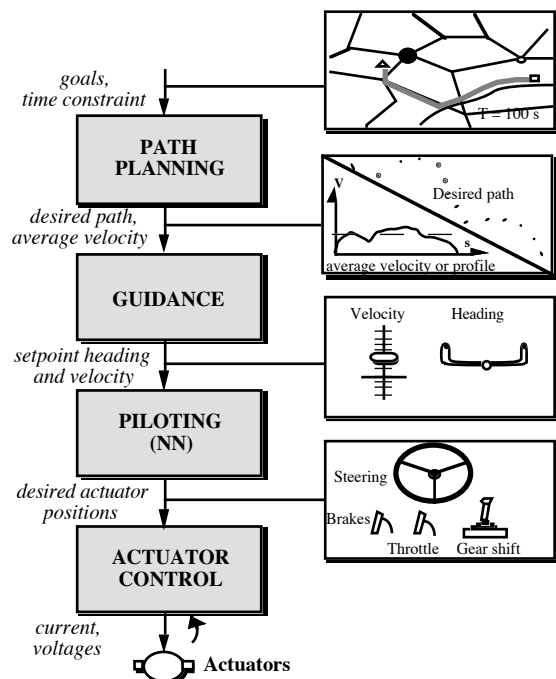 goals,
time constraint
T = 100 s
PATH
PLANNING
desired path,
average velocity
V
Desired path
s
average velocity or profile
GUIDANCE
setpoint heading
and velocity
Velocity
Heading
PILOTING
(NN)
desired actuator
positions
Steering
Brakes
Throttle
Gear shift
ACTUATOR
CONTROL
current,
voltages
Actuators